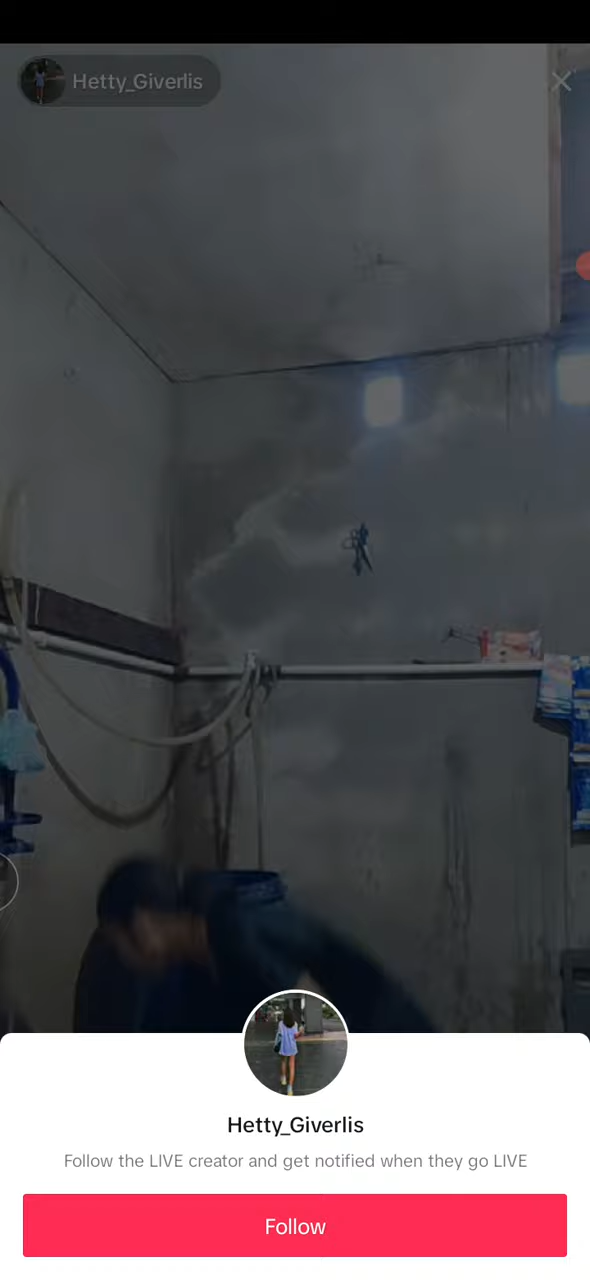 Hetty_Giverlis
Hetty_Giverlis
Follow the LIVE creator and get notified when they go LIVE
Follow